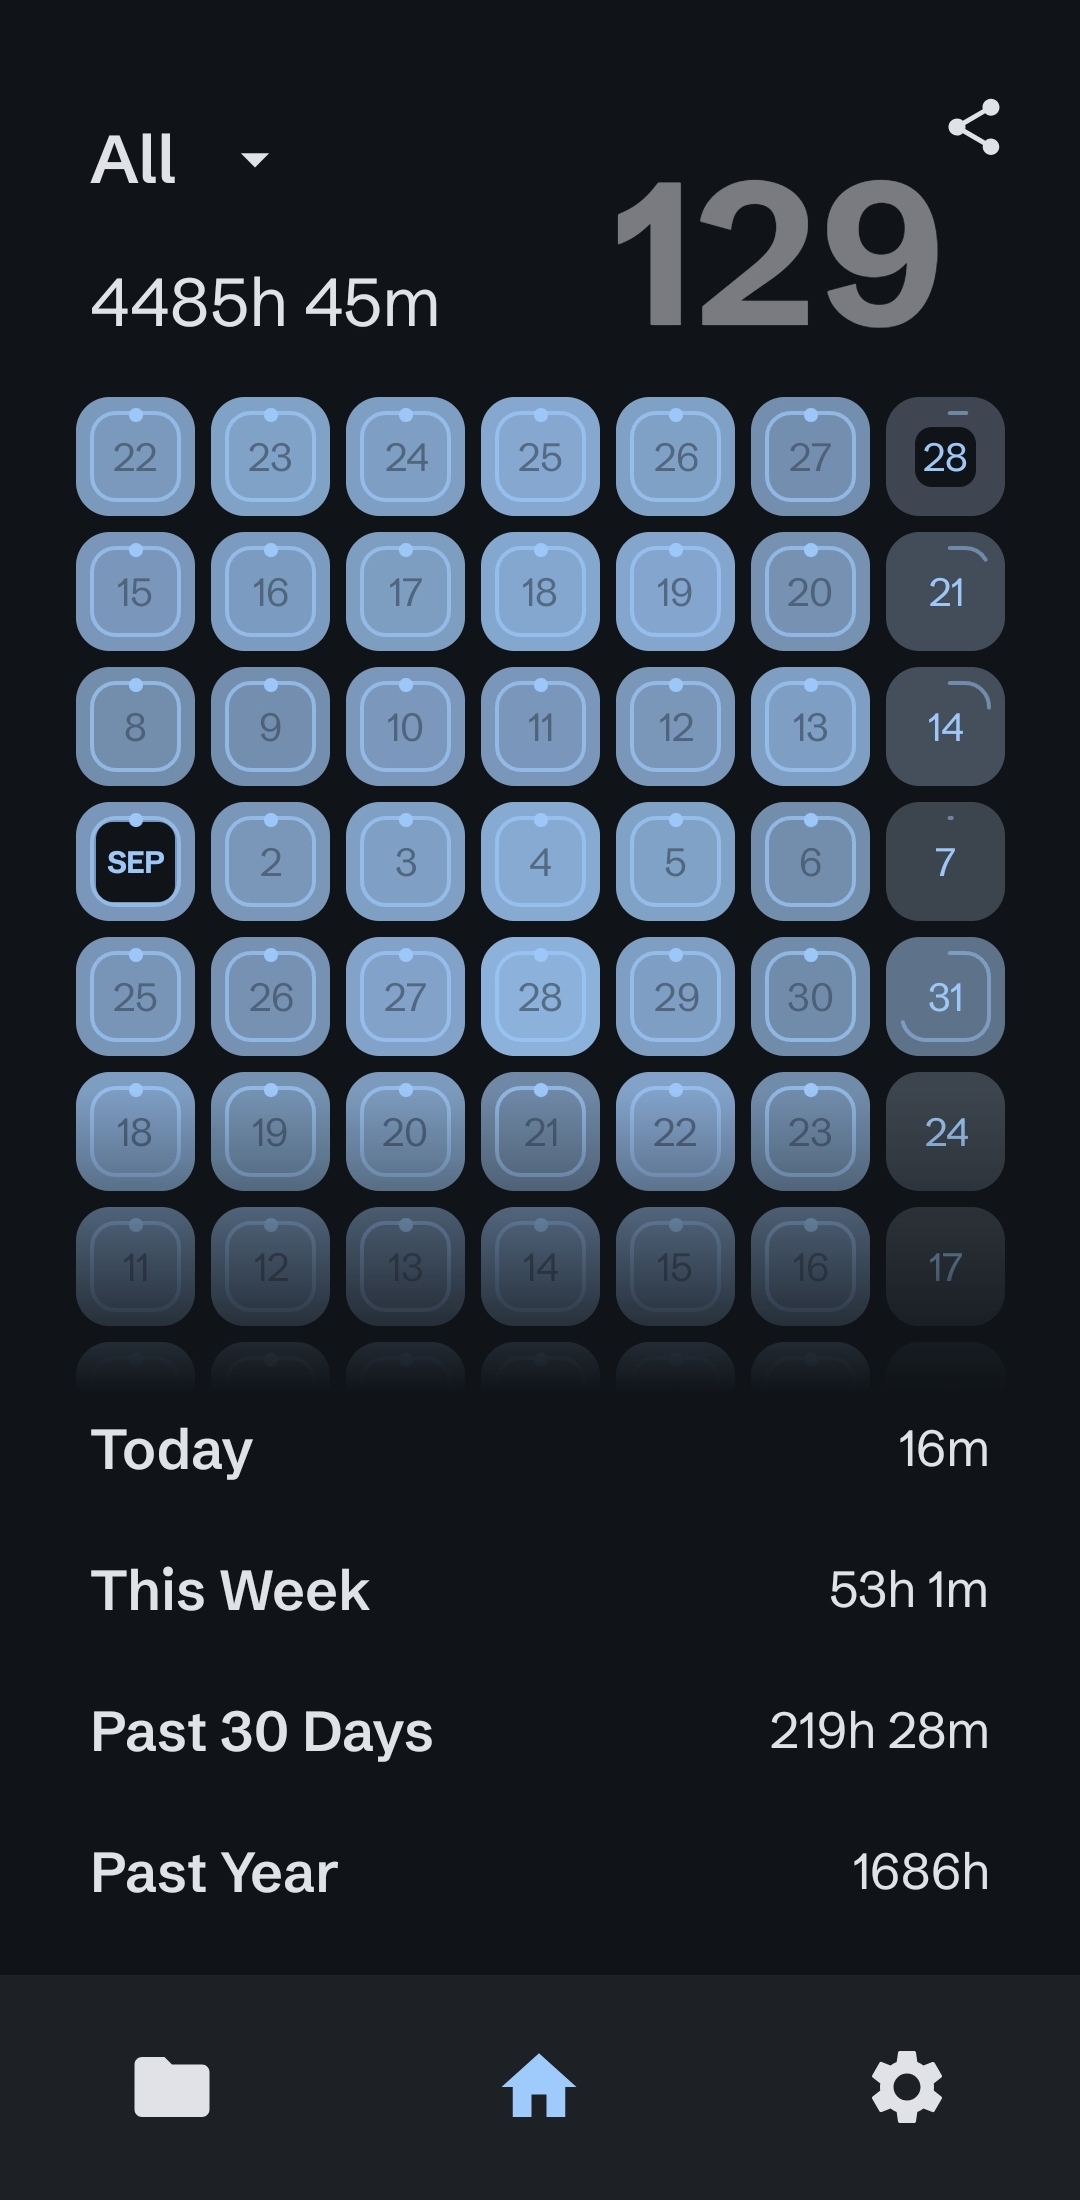 All
129
4485h 45m
22 23 24 25 26 27 28
15 16 17 18 19 20 21
8 9 10 11 12 13 14
SEP 2 3 4 5 6 7
25 26 27 28 29 30 31
18 19 20 21 22 23 24
11 12 13 14 15 16 17
Today 16m
This Week 53h 1m
Past 30 Days 219h 28m
Past Year 1686h